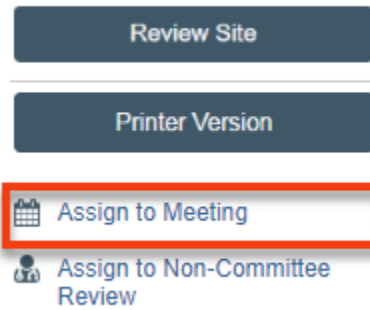 Review Site
Printer Version
Assign to Meeting
Assign to Non-Committee
Review